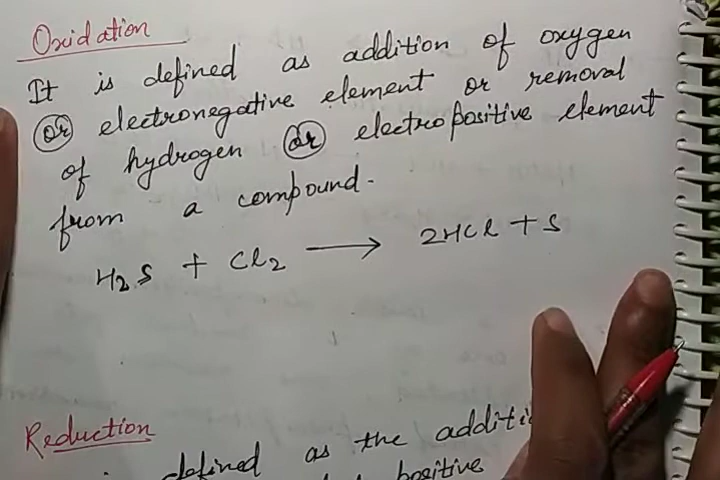 Oxidation
It is defined as addition of oxygen
or electronegative element or removal
of hydrogen or electropositive element
from a compound.
H₂S + Cl₂ ⟶ 2HCl + S
Reduction
defined as the additi
positive